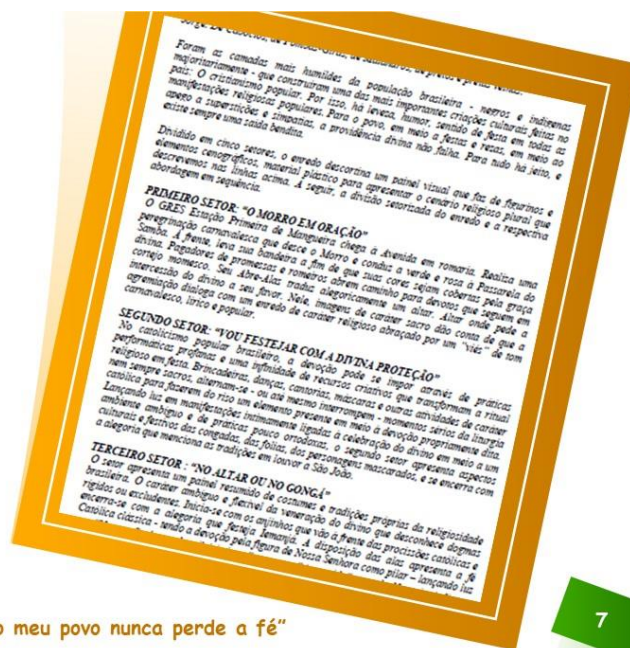 Jorge. De Caboclos, de Pombas-Giras, de Malandros, de pretos e pretas velhas.
Foram as camadas mais humildes da população brasileira - negros e indígenas
majoritariamente - que construíram uma das mais importantes criações culturais feitas no
país: O cristianismo popular. Por isso, há leveza, humor, sentido de festa em todas as
manifestações religiosas populares. Para o povo, em meio a festas e rezas, em meio ao
apego a superstições e simpatias, a providência divina não falha. Para tudo há jeito, e
existe sempre uma saída bendita.
Dividido em cinco setores, o enredo descortina um painel visual que faz de figurinos e
elementos cenográficos, material plástico para apresentar o cenário religioso plural que
descrevemos nas linhas acima. A seguir, a divisão setorizada do enredo e a respectiva
abordagem em sequência.
PRIMEIRO SETOR: "O MORRO EM ORAÇÃO"
O GRES Estação Primeira de Mangueira chega à Avenida em romaria. Realiza uma
peregrinação carnavalesca que desce o Morro e conduz a verde e rosa à Passarela do
Samba. À frente, leva sua bandeira a fim de que suas cores sejam cobertas pela graça
divina. Pagadores de promessas e romeiros abrem caminho para devotos que seguem em
cortejo momesco. Seu Abre-Alas traduz alegoricamente um altar. Altar onde pede a
intercessão do divino a seu favor. Nele, imagens de caráter sacro dão conta de que a
agremiação dialoga com um enredo de caráter religioso abraçado por um "viés" de tom
carnavalesco, lírico e popular.
SEGUNDO SETOR: "VOU FESTEJAR COM A DIVINA PROTEÇÃO"
No catolicismo popular brasileiro, a devoção pode se impor através de práticas
performáticas profanas e uma infinidade de recursos criativos que transformam o ritual
religioso em festa. Brincadeiras, danças, cantorias, máscaras e outras atividades de caráter
nem sempre sacros, alternam-se - ou até mesmo interrompem - momentos sérios da liturgia
católica para fazerem do riso um elemento presente em meio à devoção propriamente dita.
Lançando luz em manifestações intimamente ligadas à celebração do divino em meio a um
ambiente ambíguo e de práticas pouco ortodoxas, o segundo setor apresenta aspectos
culturais e festivos das congadas, das folias, dos personagens mascarados, e se encerra com
a alegoria que menciona as tradições em louvor a São João.
TERCEIRO SETOR : "NO ALTAR OU NO GONGÁ"
O setor apresenta um painel resumido de costumes e tradições próprias da religiosidade
brasileira. O caráter ambíguo e flexível da veneração do divino que desconhece dogmas
rígidos ou excludentes. Inicia-se com os anjinhos que vão à frente das procissões católicas e
encerra-se com a alegoria que festeja Iemanjá. A disposição das alas apresenta a fé
Católica clássica - tendo a devoção pela figura de Nossa Senhora como pilar – lançando luz
o meu povo nunca perde a fé"
7